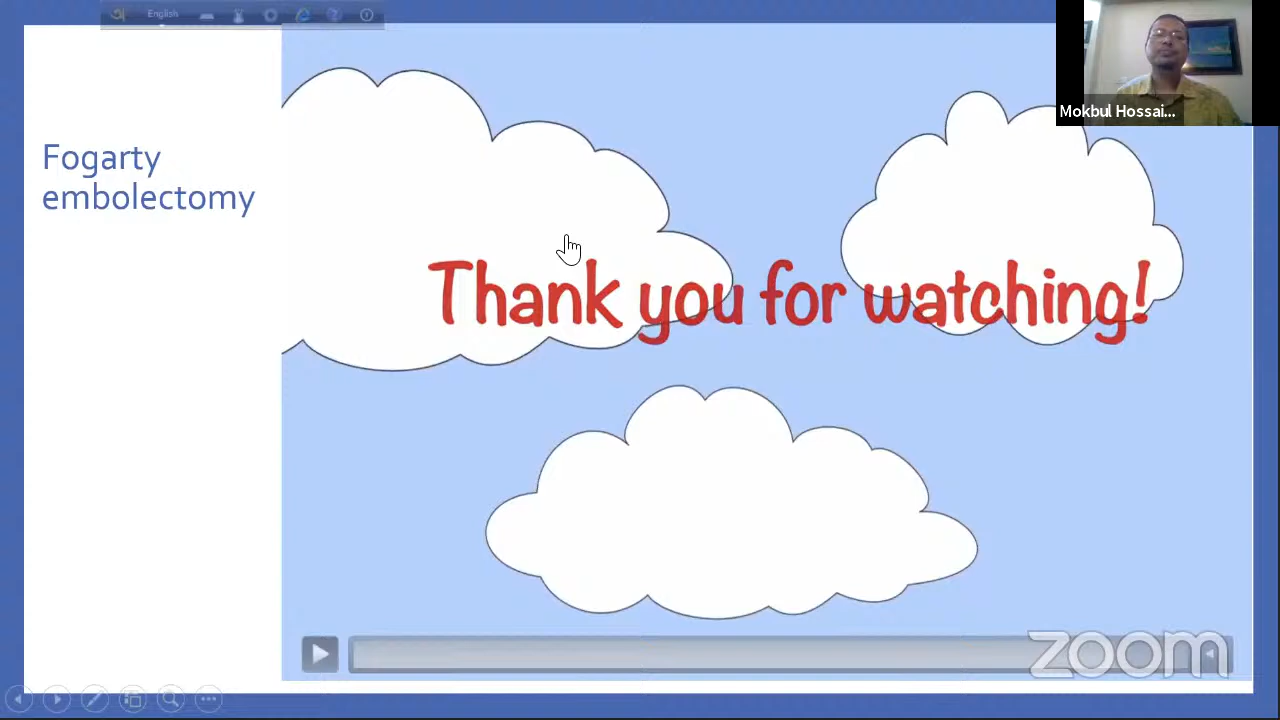 অ English
Mokbul Hossai...
Fogarty
embolectomy
Thank you for watching!
zoom